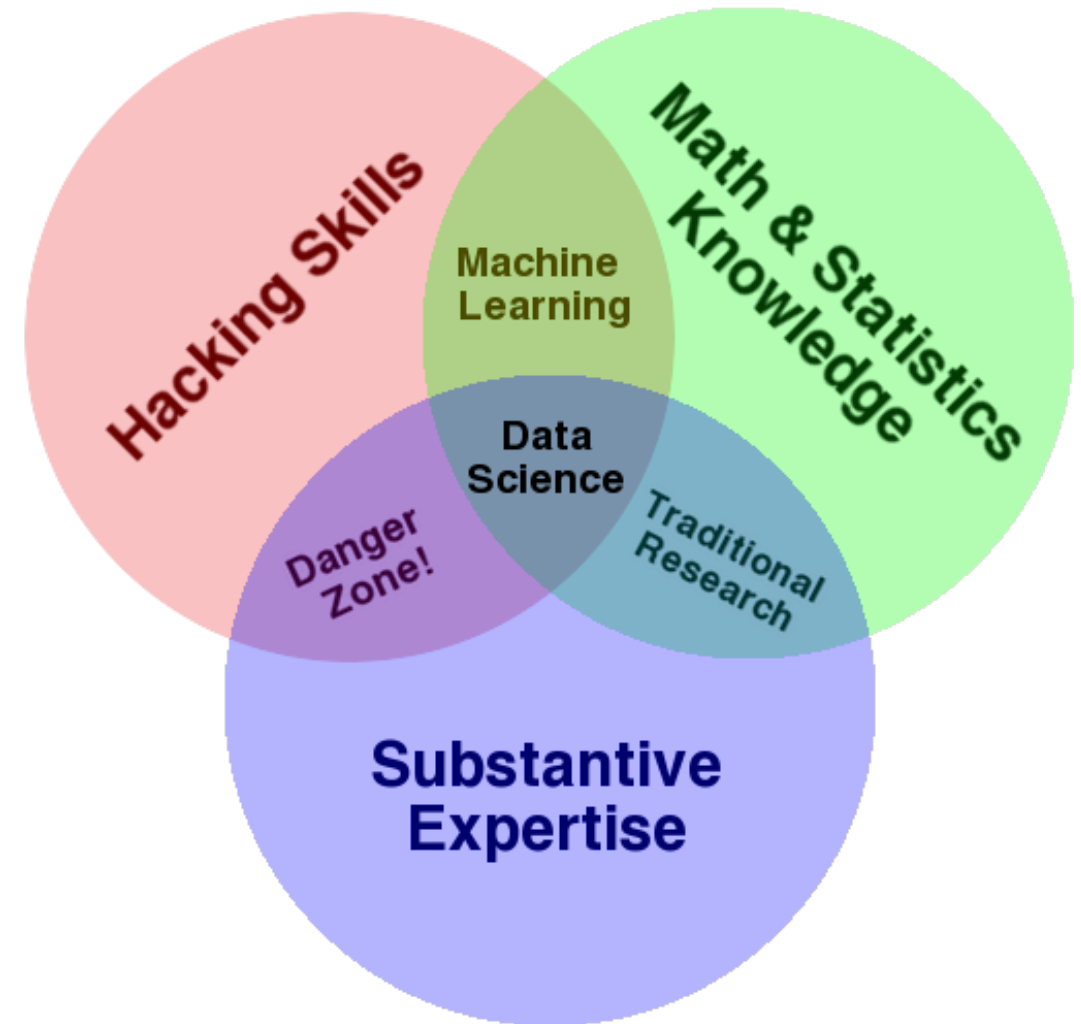 Hacking Skills
Math & Statistics
Knowledge
Machine
Learning
Data
Science
Danger
Zone!
Traditional
Research
Substantive
Expertise